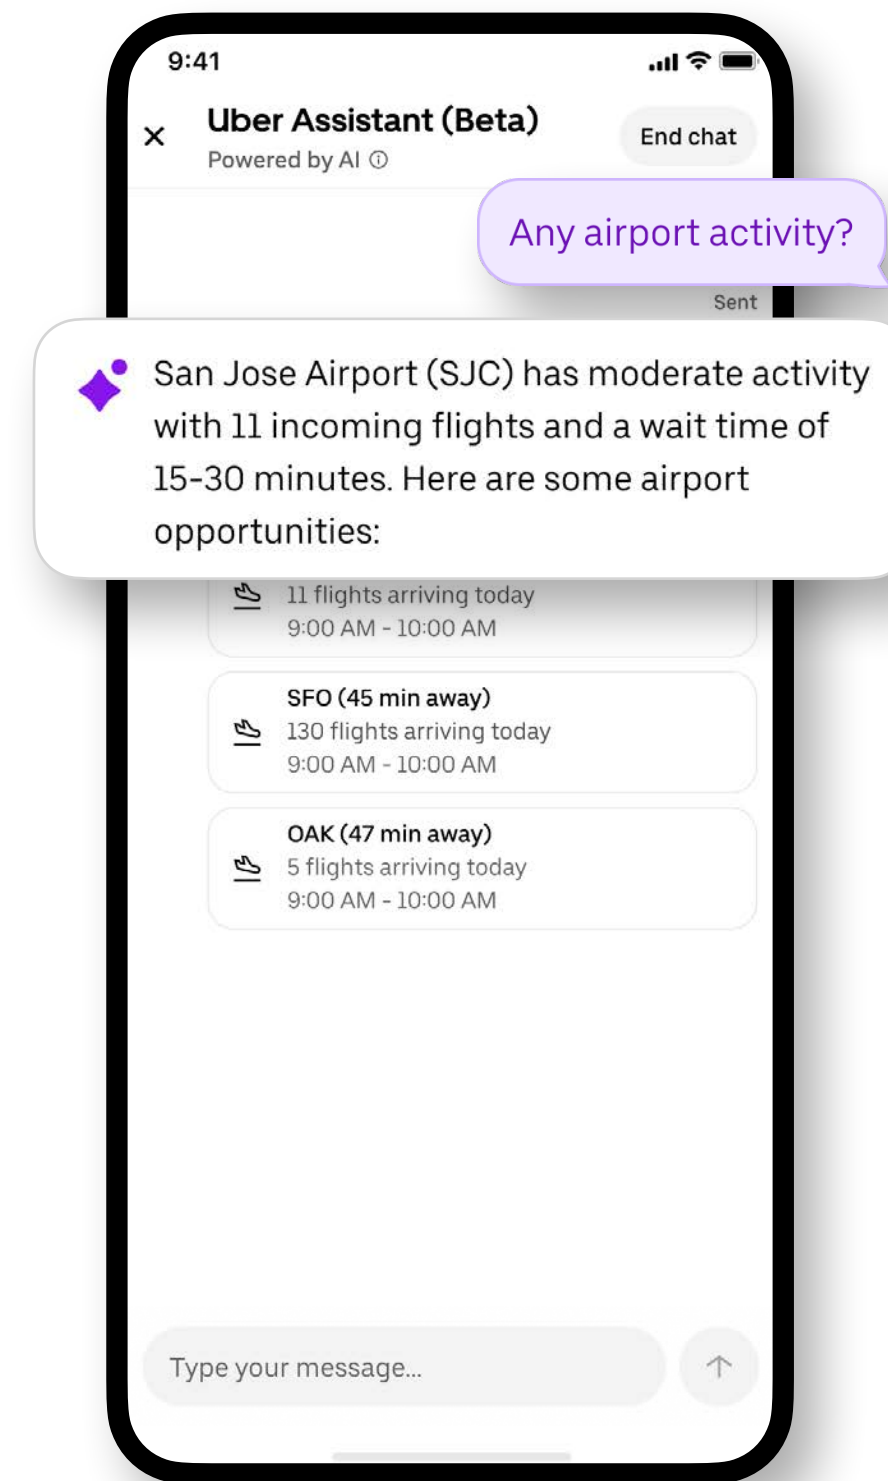 9:41
Uber Assistant (Beta)
Powered by AI
End chat
Any airport activity?
Sent
San Jose Airport (SJC) has moderate activity
with 11 incoming flights and a wait time of
15-30 minutes. Here are some airport
opportunities:
11 flights arriving today
9:00 AM - 10:00 AM
SFO (45 min away)
130 flights arriving today
9:00 AM - 10:00 AM
OAK (47 min away)
5 flights arriving today
9:00 AM - 10:00 AM
Type your message...